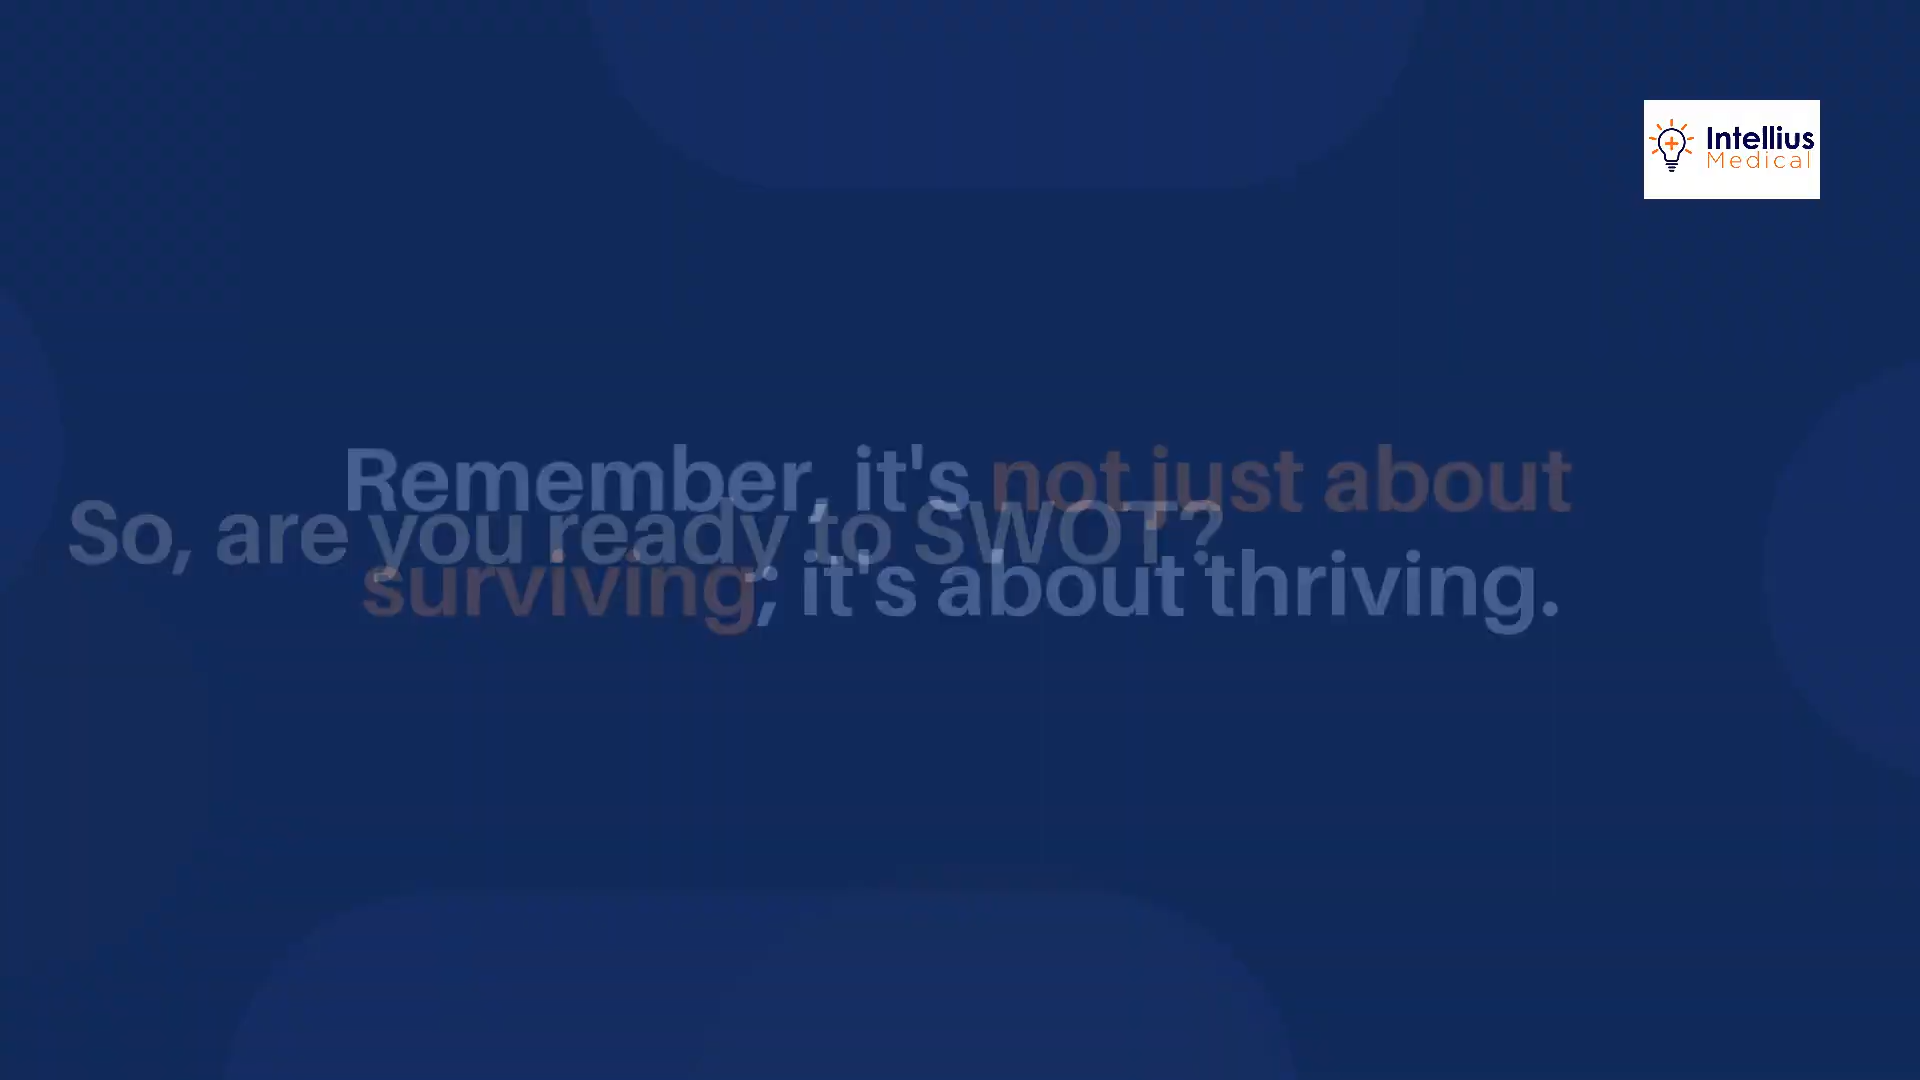 Intellius
Medical
Remember, it's not just about
surviving; it's about thriving.
So, are you ready to SWOT?